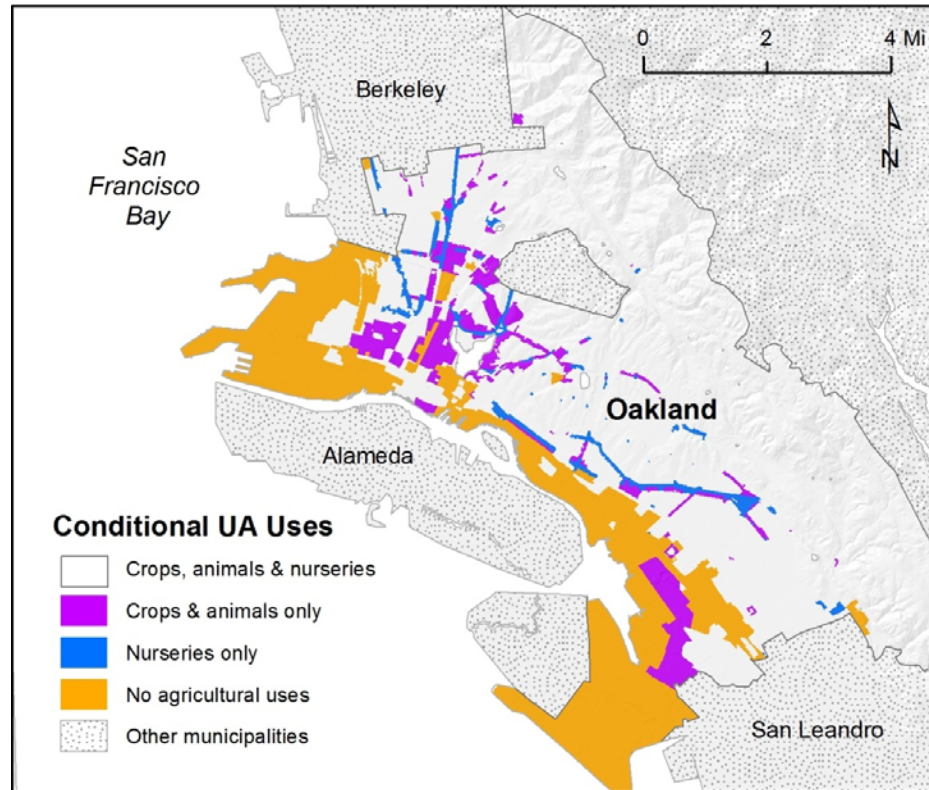 0 2 4 Mi
Berkeley
N
San
Francisco
Bay
Oakland
Alameda
Conditional UA Uses
Crops, animals & nurseries
Crops & animals only
Nurseries only
No agricultural uses
Other municipalities
San Leandro